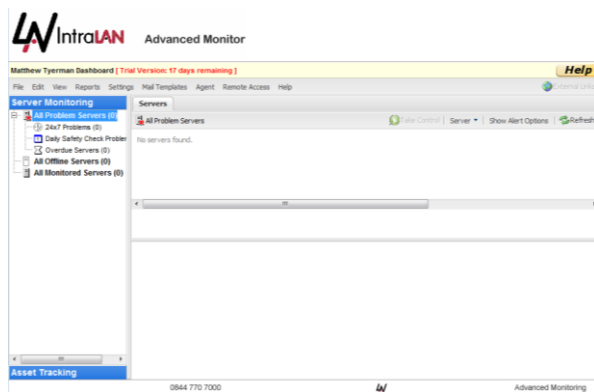 IntraLAN Advanced Monitor
Matthew Tyerman Dashboard [ Trial Version: 17 days remaining ] Help
File Edit View Reports Settings Mail Templates Agent Remote Access Help External Links
Server Monitoring Servers
All Problem Servers (0) All Problem Servers Take Control Server Show Alert Options Refresh
24x7 Problems (0)
Daily Safety Check Problem No servers found.
Overdue Servers (0)
All Offline Servers (0)
All Monitored Servers (0)
Asset Tracking
0844 770 7000 Advanced Monitoring